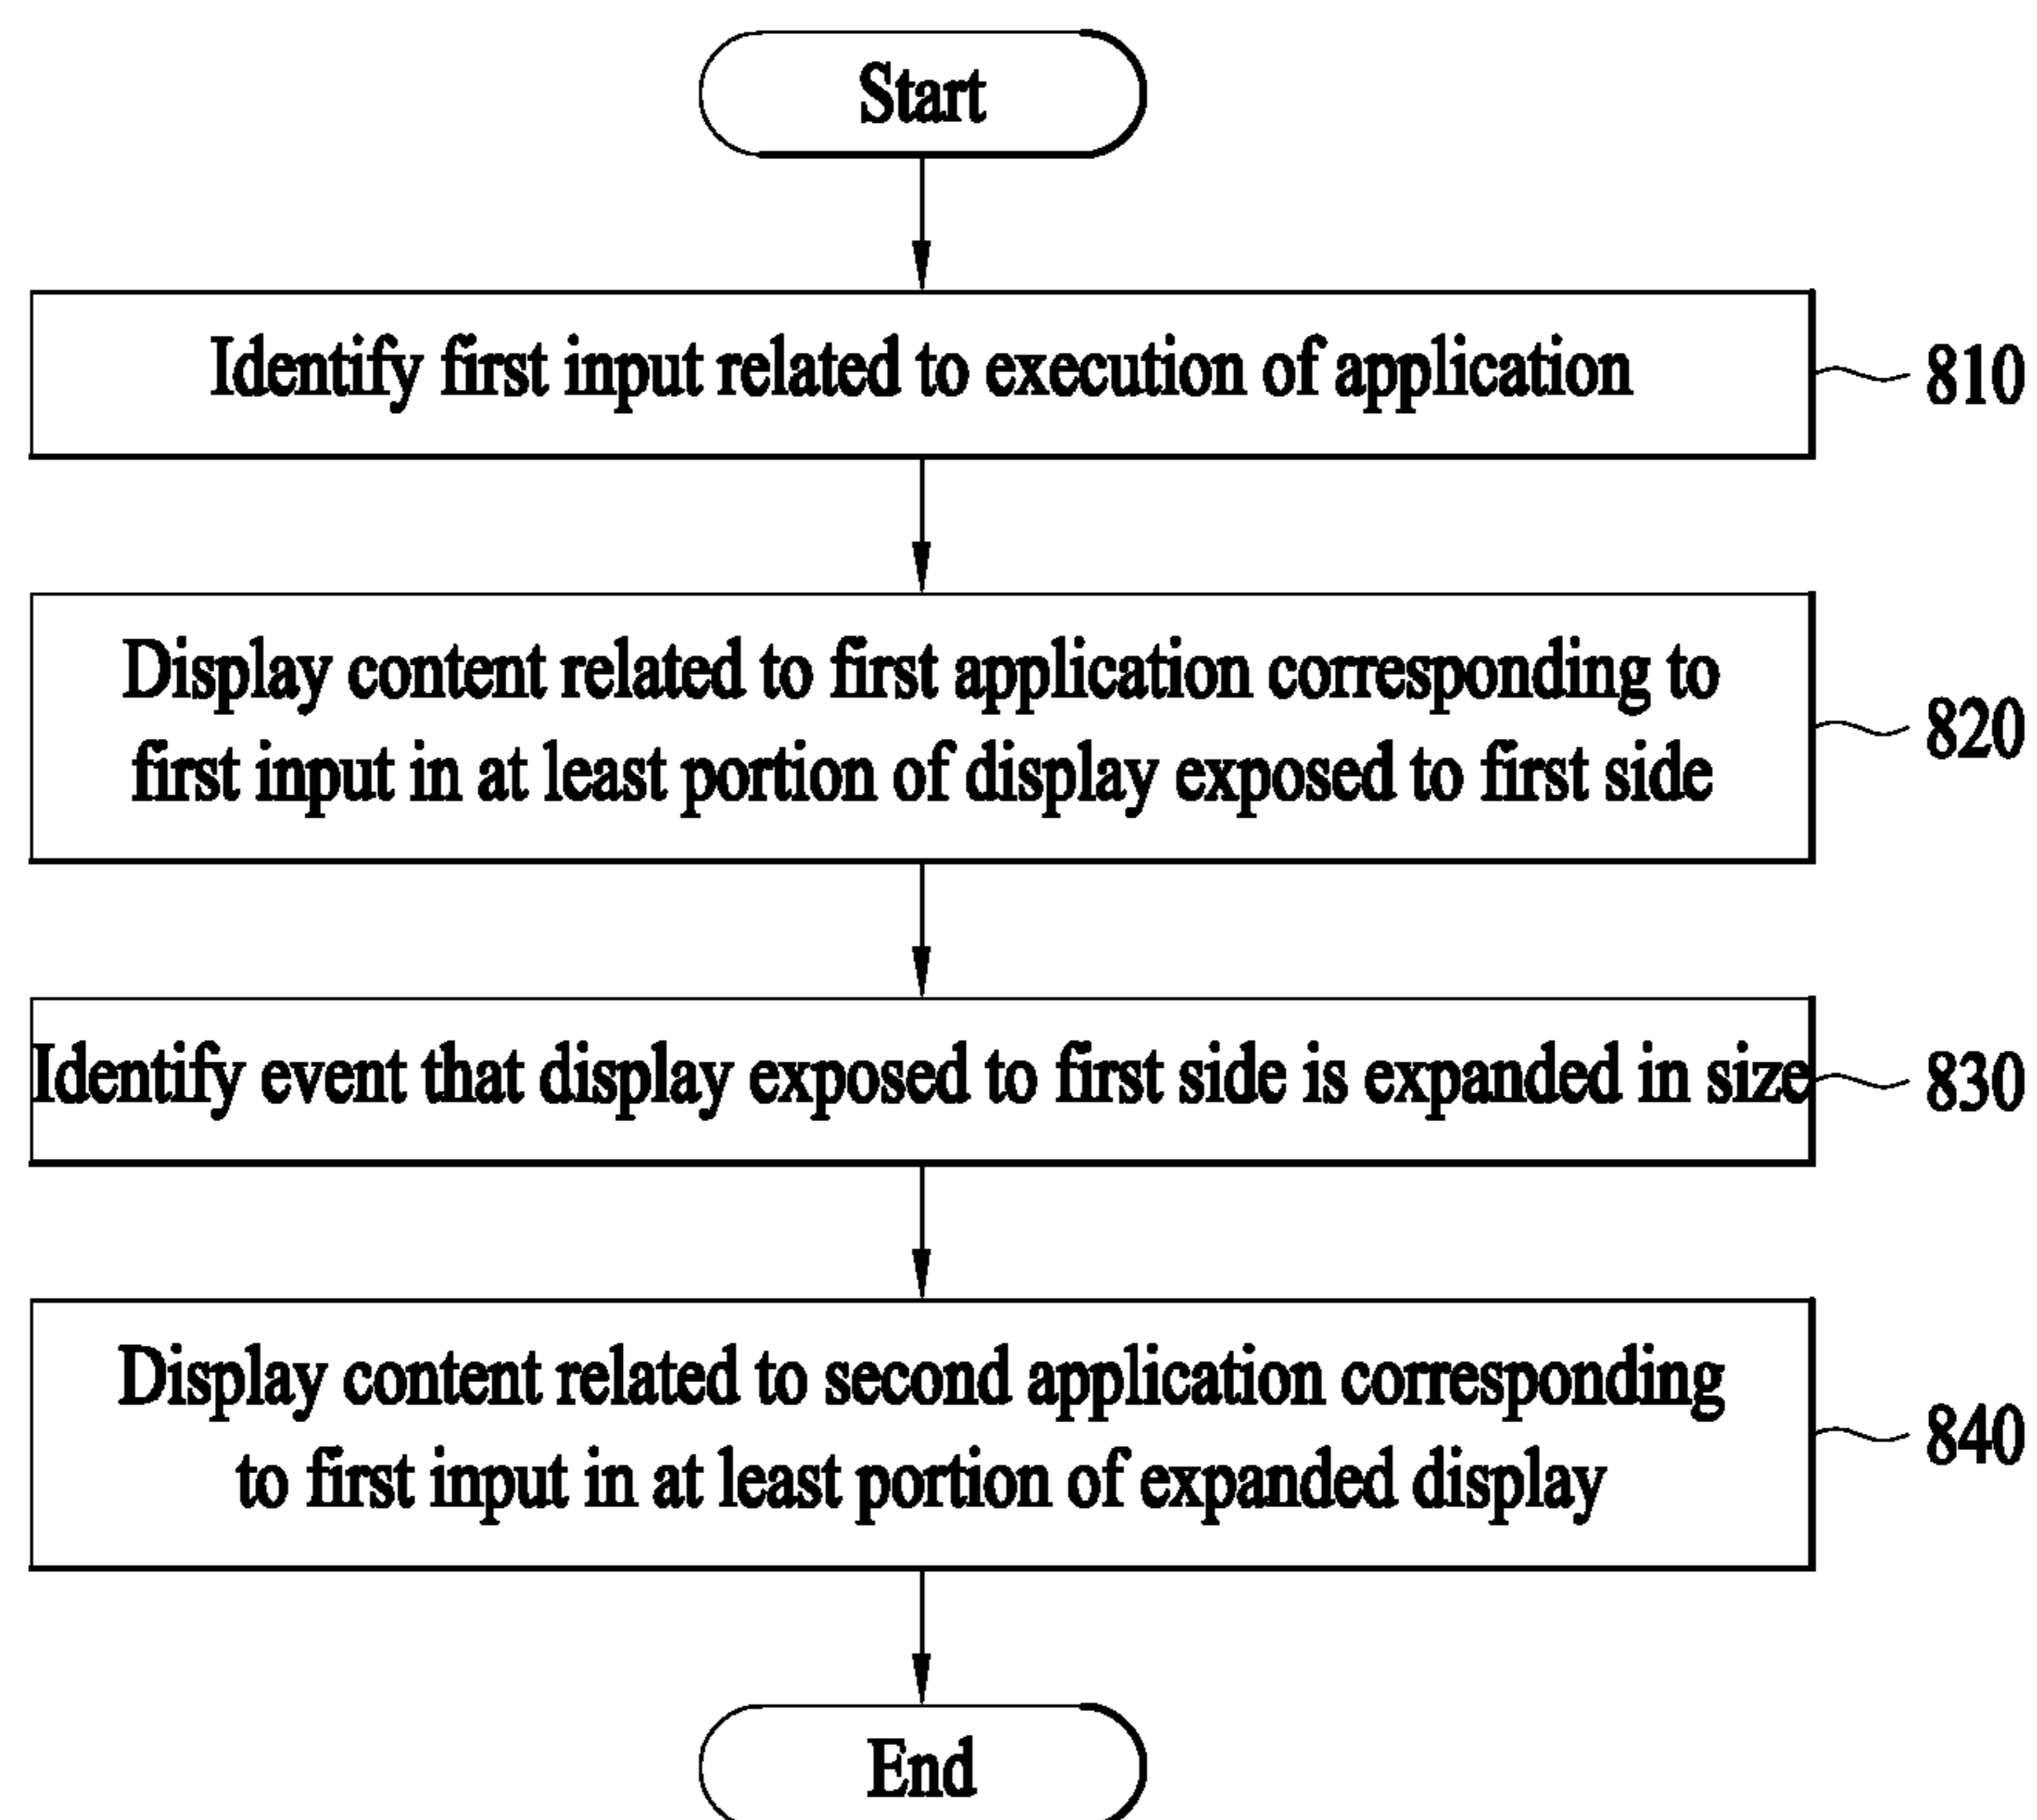 Start
Identify first input related to execution of application
810
Display content related to first application corresponding to
first input in at least portion of display exposed to first side
820
Identify event that display exposed to first side is expanded in size
830
Display content related to second application corresponding
to first input in at least portion of expanded display
840
End